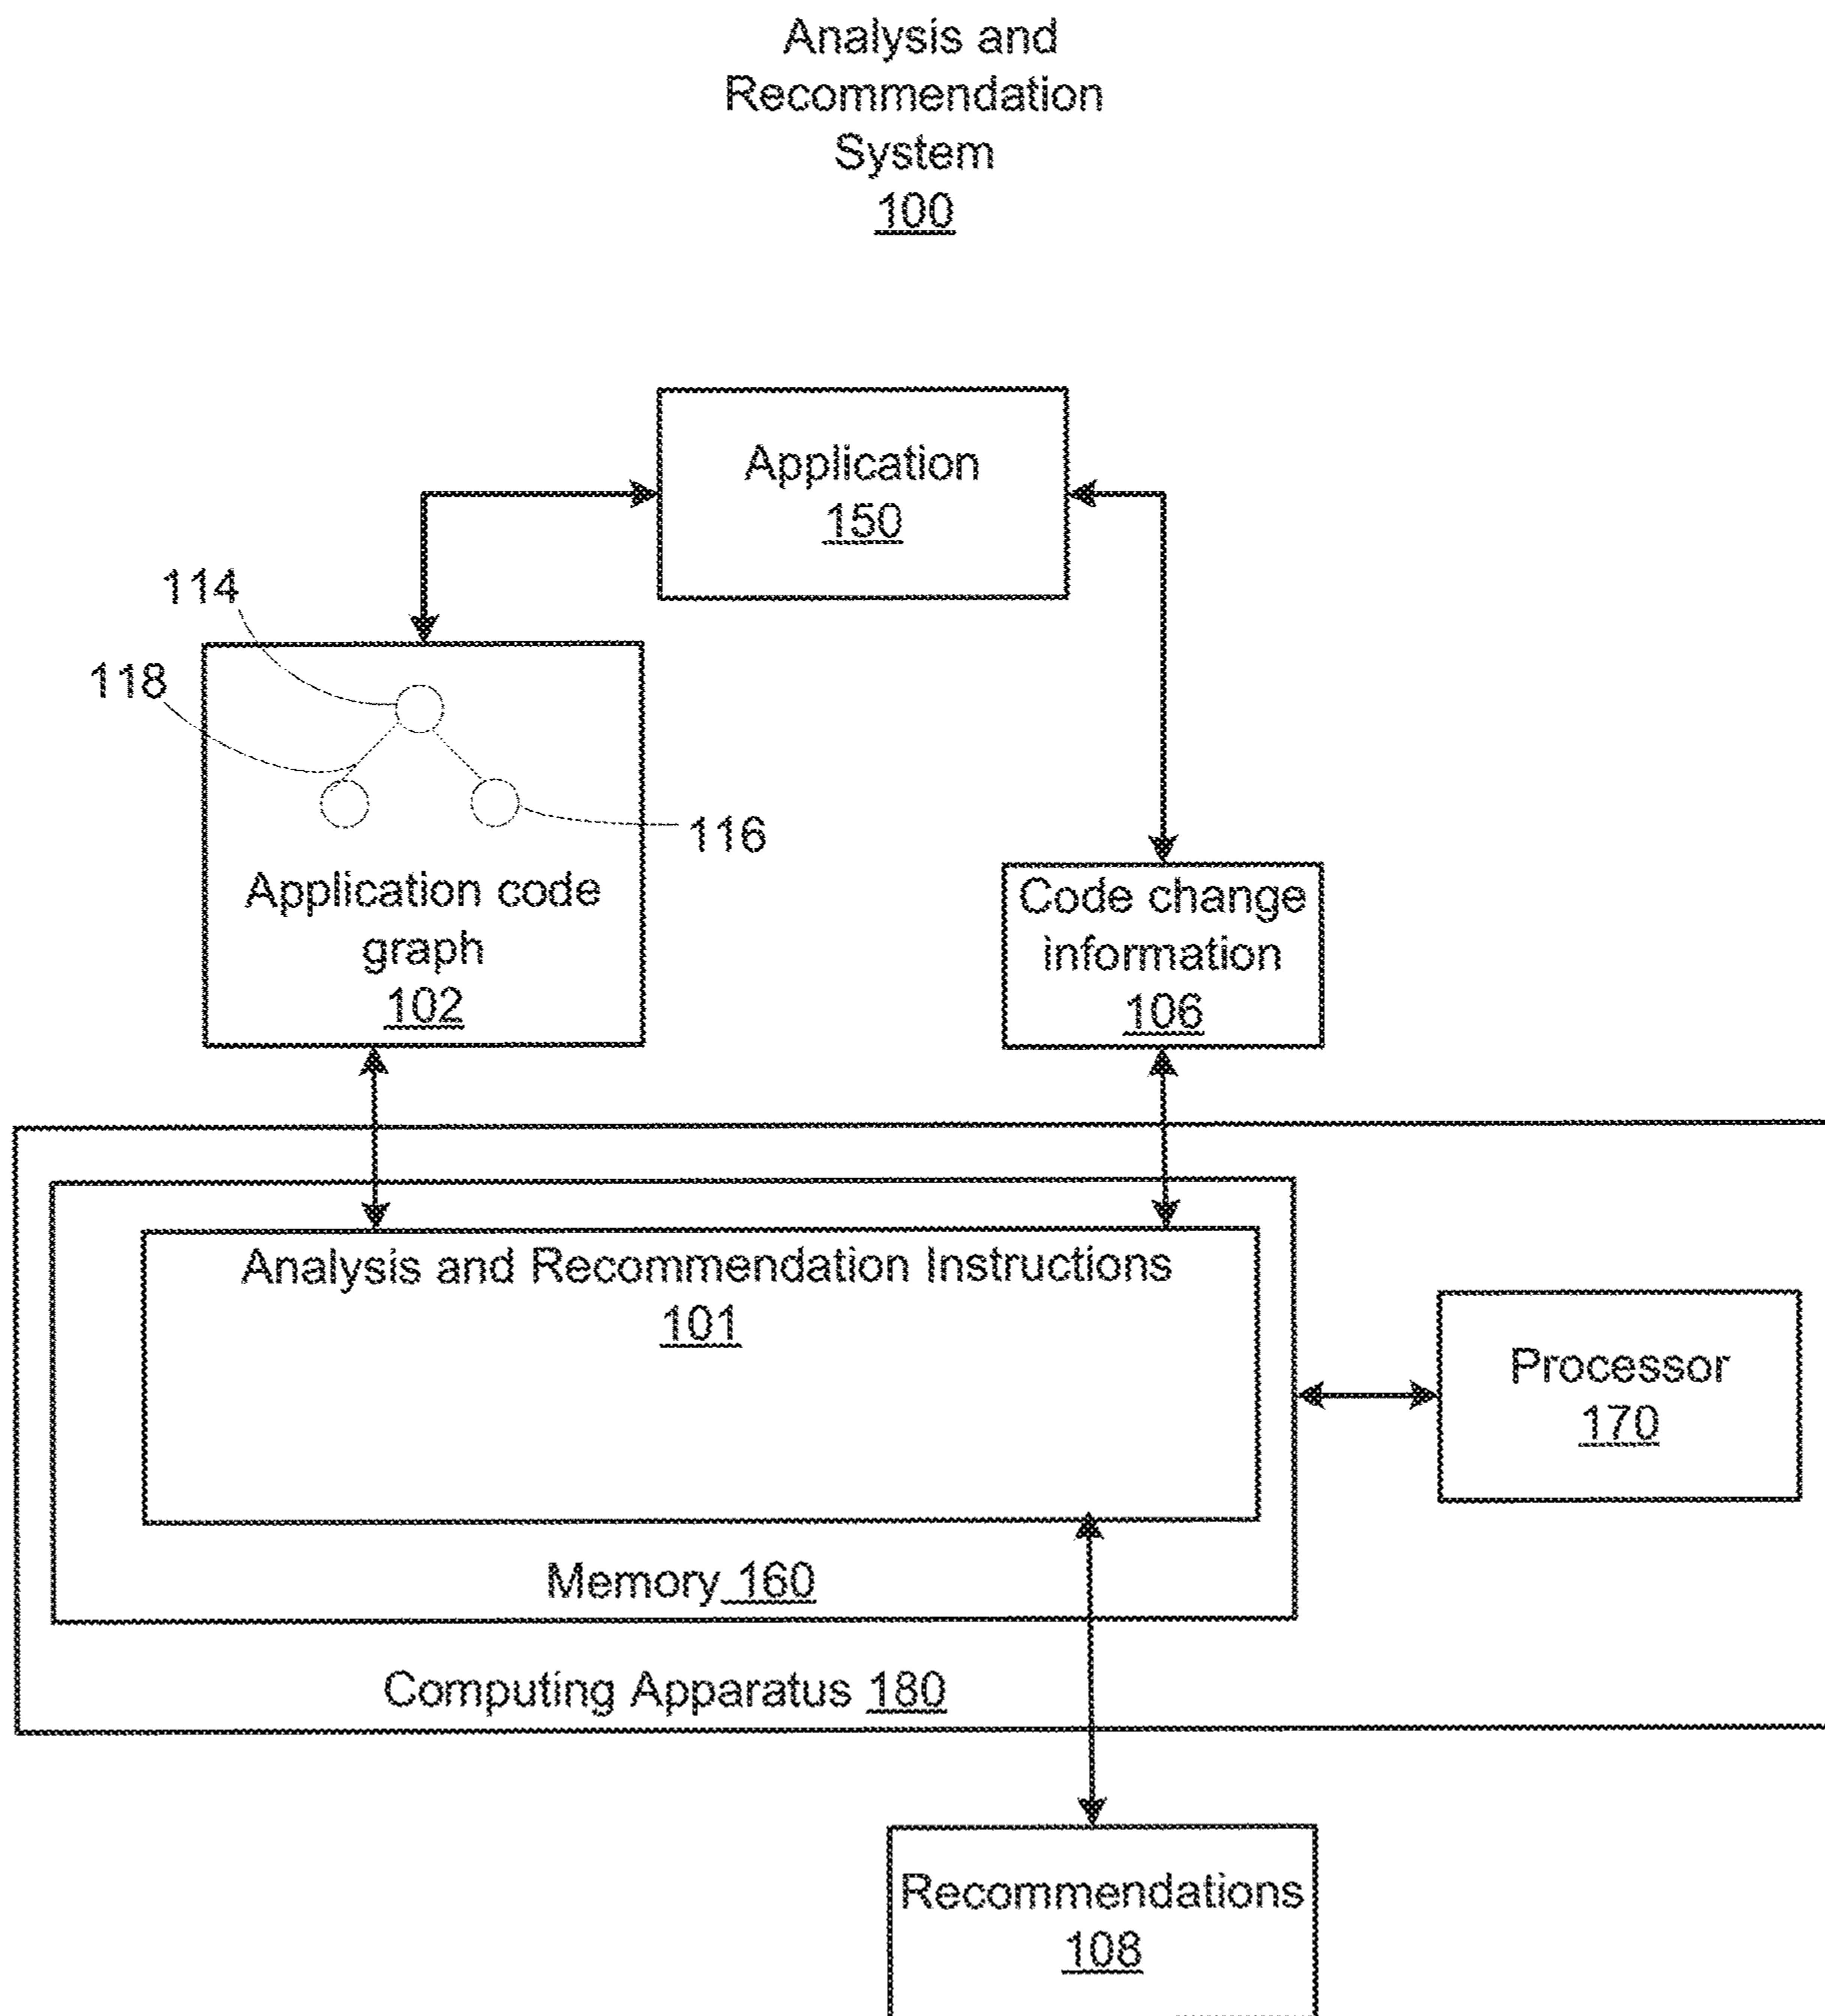 Analysis and
Recommendation
System
100
Application
150
114
118
116
Application code
graph
102
Code change
information
106
Analysis and Recommendation Instructions
101
Processor
170
Memory 160
Computing Apparatus 180
Recommendations
108